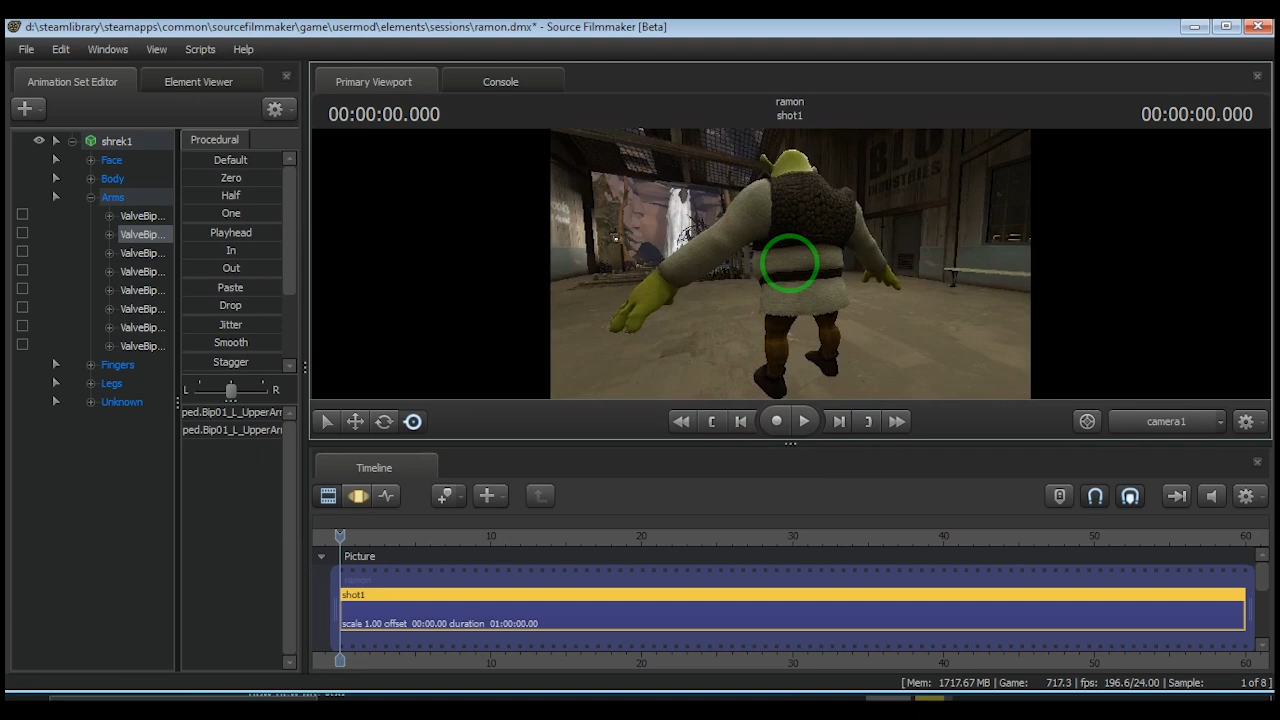 d:\steamlibrary\steamapps\common\sourcefilmmaker\game\usermod\elements\sessions\ramon.dmx* - Source Filmmaker [Beta]
File Edit Windows View Scripts Help
Animation Set Editor Element Viewer
Primary Viewport Console
00:00:00.000
ramon
shot1
00:00:00.000
shrek1
Face
Body
Arms
ValveBip...
ValveBip...
ValveBip...
ValveBip...
ValveBip...
ValveBip...
ValveBip...
ValveBip...
Fingers
Legs
Unknown
Procedural
Default
Zero
Half
One
Playhead
In
Out
Paste
Drop
Jitter
Smooth
Stagger
L R
ped.Bip01_L_UpperAr
ped.Bip01_L_UpperAr
BLU
INDUSTRIES
camera1
Timeline
10 20 30 40 50 60
Picture
ramon
shot1
scale 1.00 offset 00:00.00 duration 01:00:00.00
10 20 30 40 50 60
[ Mem: 1717.67 MB | Game: 717.3 | fps: 196.6/24.00 | Sample: 1 of 8 ]